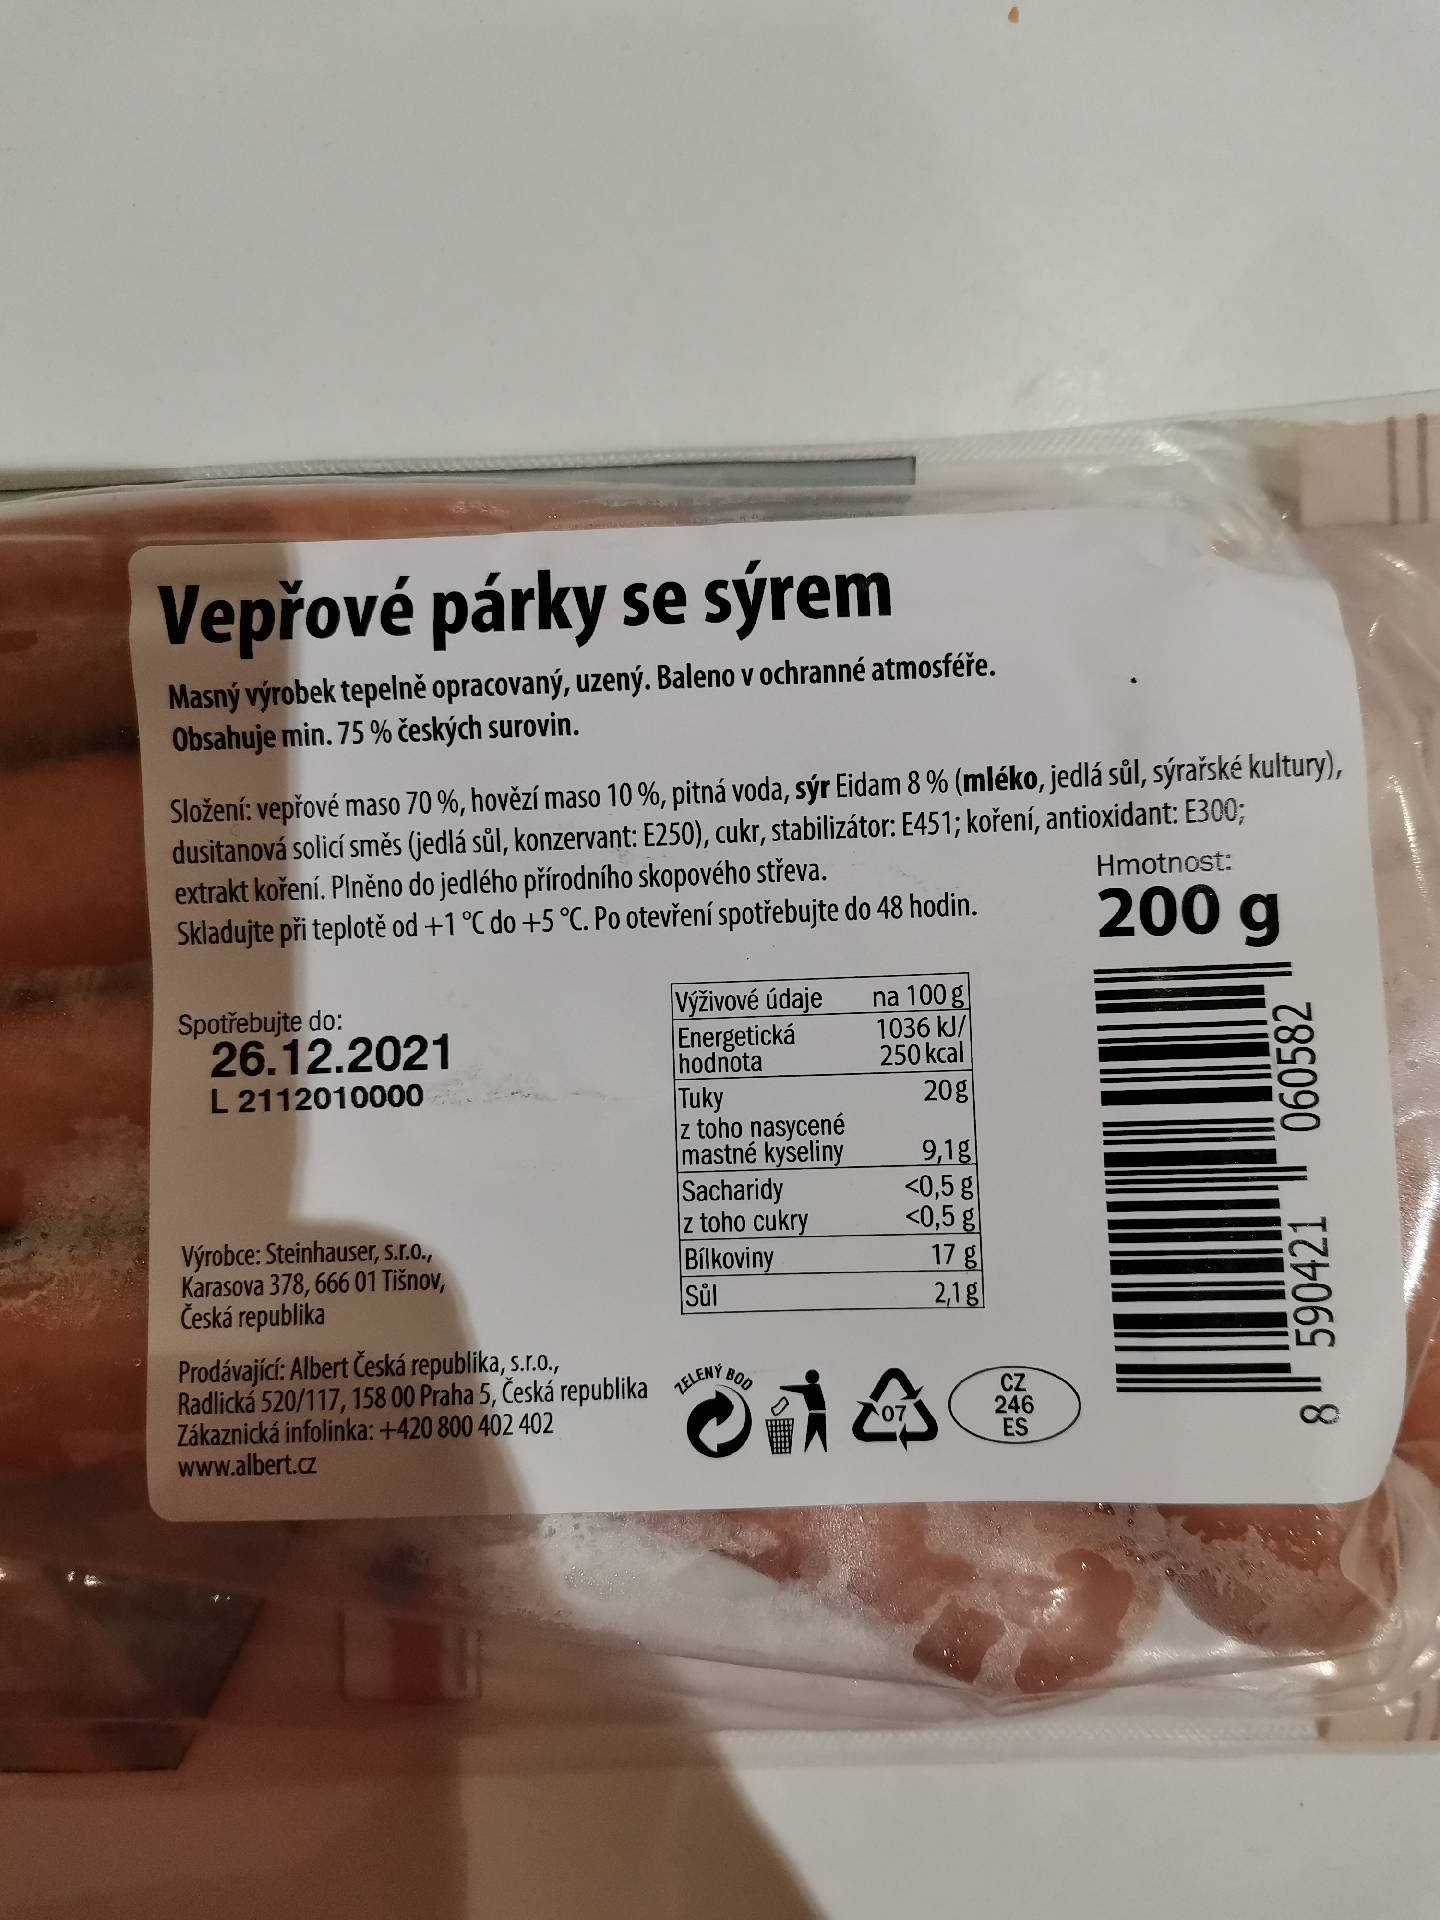 Vepřové párky se sýrem
Masný výrobek tepelně opracovaný, uzený. Baleno v ochranné atmosféře.
Obsahuje min. 75 % českých surovin.
Složení: vepřové maso 70 %, hovězí maso 10 %, pitná voda, sýr Eidam 8 % (mléko, jedlá sůl, sýrařské kultury),
dusitanová solicí směs (jedlá sůl, konzervant: E250), cukr, stabilizátor: E451; koření, antioxidant: E300;
extrakt koření. Plněno do jedlého přírodního skopového střeva.
Skladujte při teplotě od +1 °C do +5 °C. Po otevření spotřebujte do 48 hodin.
Hmotnost:
200 g
Spotřebujte do:
26.12.2021
L 2112010000
Výživové údaje na 100 g
Energetická 1036 kJ/
hodnota 250 kcal
Tuky 20 g
z toho nasycené
mastné kyseliny 9,1 g
Sacharidy <0,5 g
z toho cukry <0,5 g
Bílkoviny 17 g
Sůl 2,1 g
Výrobce: Steinhauser, s.r.o.,
Karasova 378, 666 01 Tišnov,
Česká republika
Prodávající: Albert Česká republika, s.r.o.,
Radlická 520/117, 158 00 Praha 5, Česká republika
Zákaznická infolinka: +420 800 402 402
www.albert.cz
ZELENÝ BOD
07
CZ
246
ES
8 590421 060582